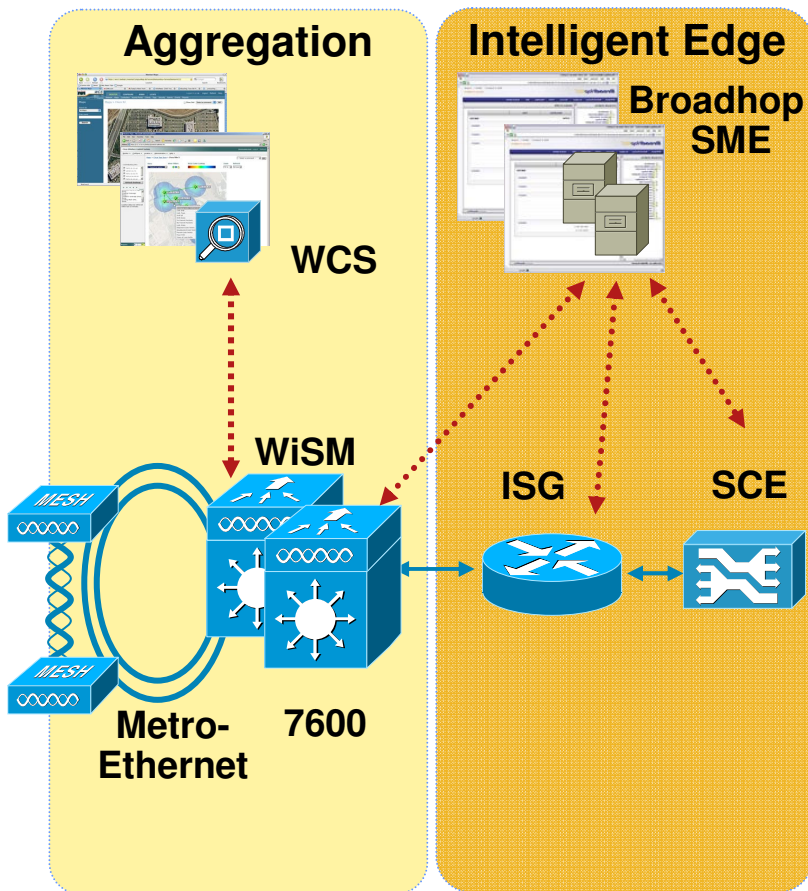 Aggregation
Intelligent Edge
Broadhop
SME
WCS
WiSM
ISG
SCE
MESH
MESH
Metro-
Ethernet
7600